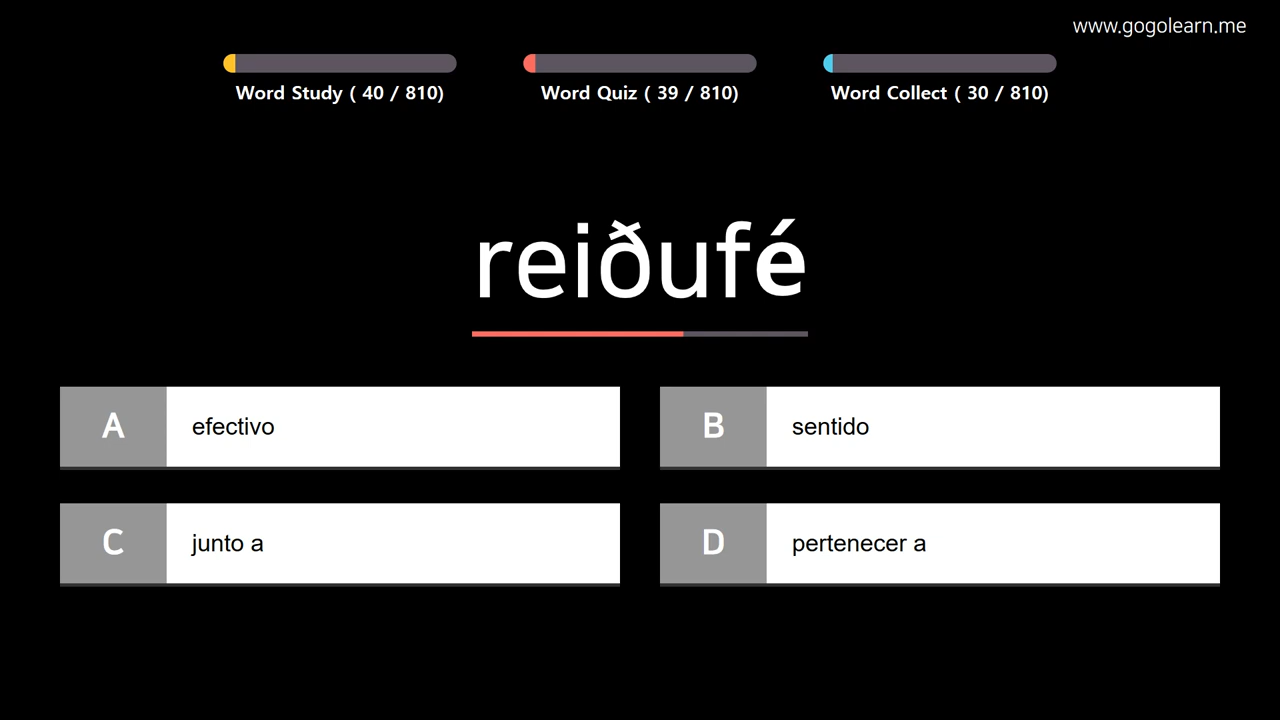 www.gogolearn.me
Word Study ( 40 / 810)
Word Quiz ( 39 / 810)
Word Collect ( 30 / 810)
reiðufé
A efectivo
B sentido
C junto a
D pertenecer a